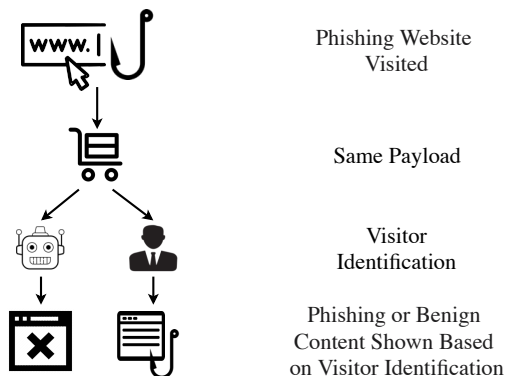 www.
Phishing Website
Visited
Same Payload
Visitor
Identification
Phishing or Benign
Content Shown Based
on Visitor Identification